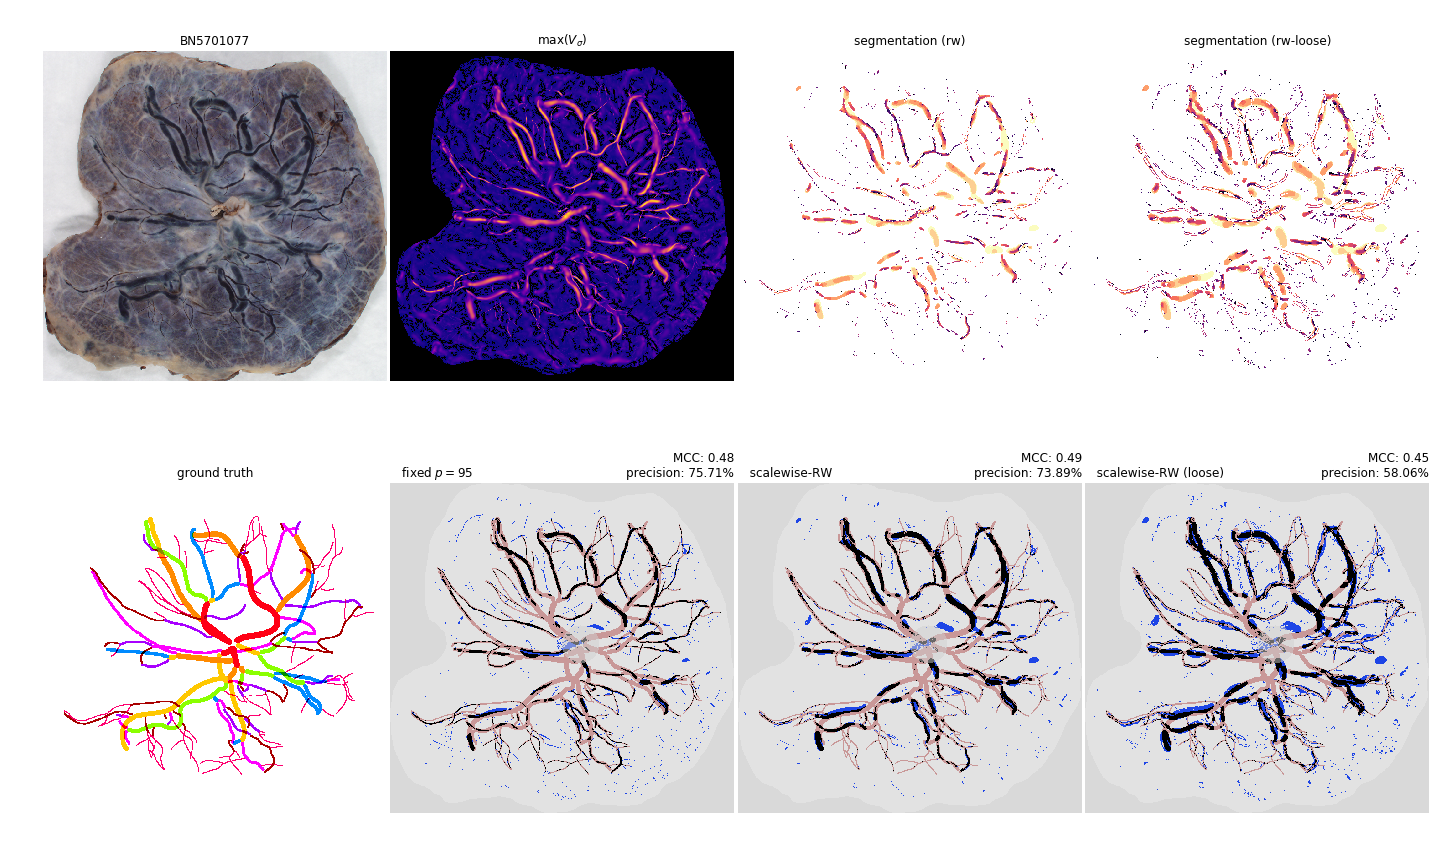 BN5701077
max(V_σ)
segmentation (rw)
segmentation (rw-loose)
ground truth
fixed p = 95
MCC: 0.48
precision: 75.71%
scalewise-RW
MCC: 0.49
precision: 73.89%
scalewise-RW (loose)
MCC: 0.45
precision: 58.06%